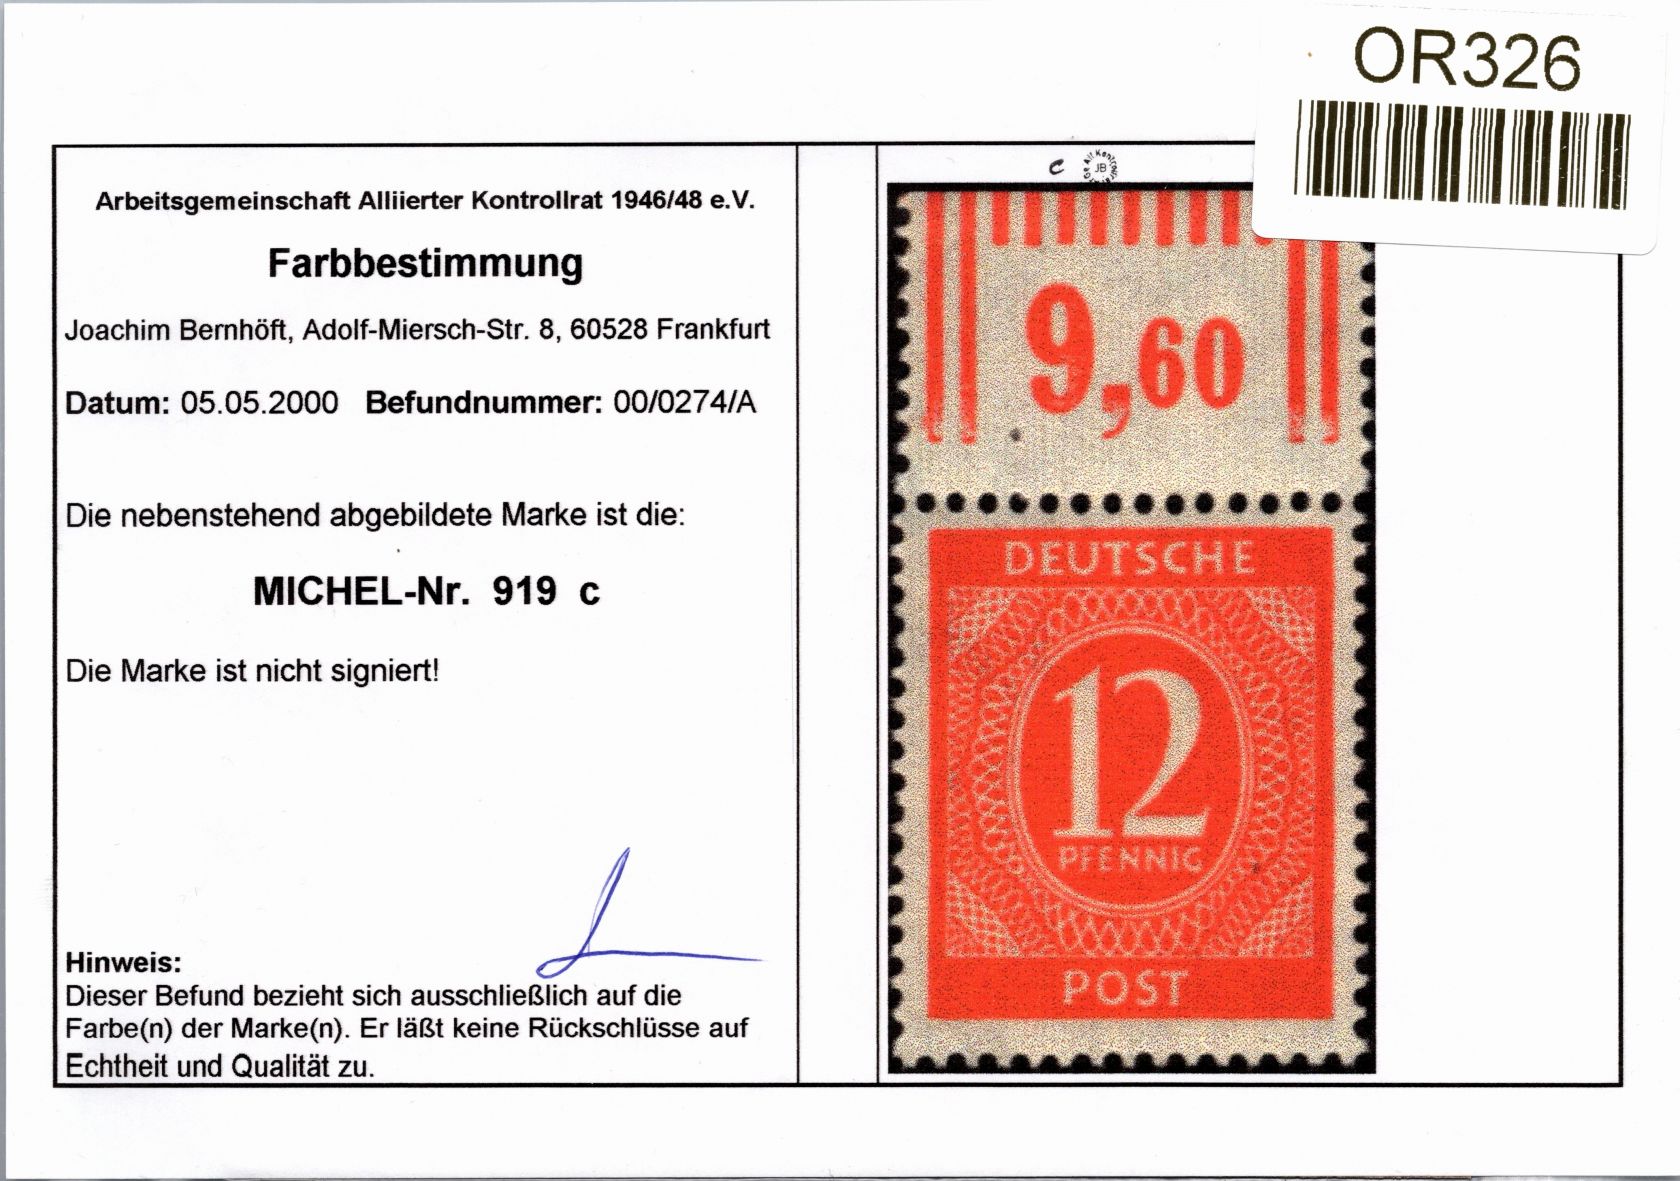 OR326
Arbeitsgemeinschaft Alliierter Kontrollrat 1946/48 e.V.
Farbbestimmung
Joachim Bernhöft, Adolf-Miersch-Str. 8, 60528 Frankfurt
Datum: 05.05.2000 Befundnummer: 00/0274/A
Die nebenstehend abgebildete Marke ist die:
MICHEL-Nr. 919 c
Die Marke ist nicht signiert!
Hinweis:
Dieser Befund bezieht sich ausschließlich auf die
Farbe(n) der Marke(n). Er läßt keine Rückschlüsse auf
Echtheit und Qualität zu.
c
JB
9,60
DEUTSCHE
12
PFENNIG
POST